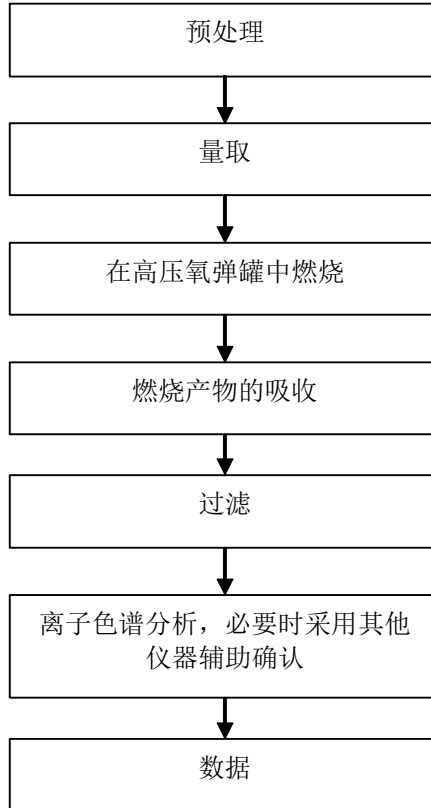 预处理
量取
在高压氧弹罐中燃烧
燃烧产物的吸收
过滤
离子色谱分析，必要时采用其他
仪器辅助确认
数据